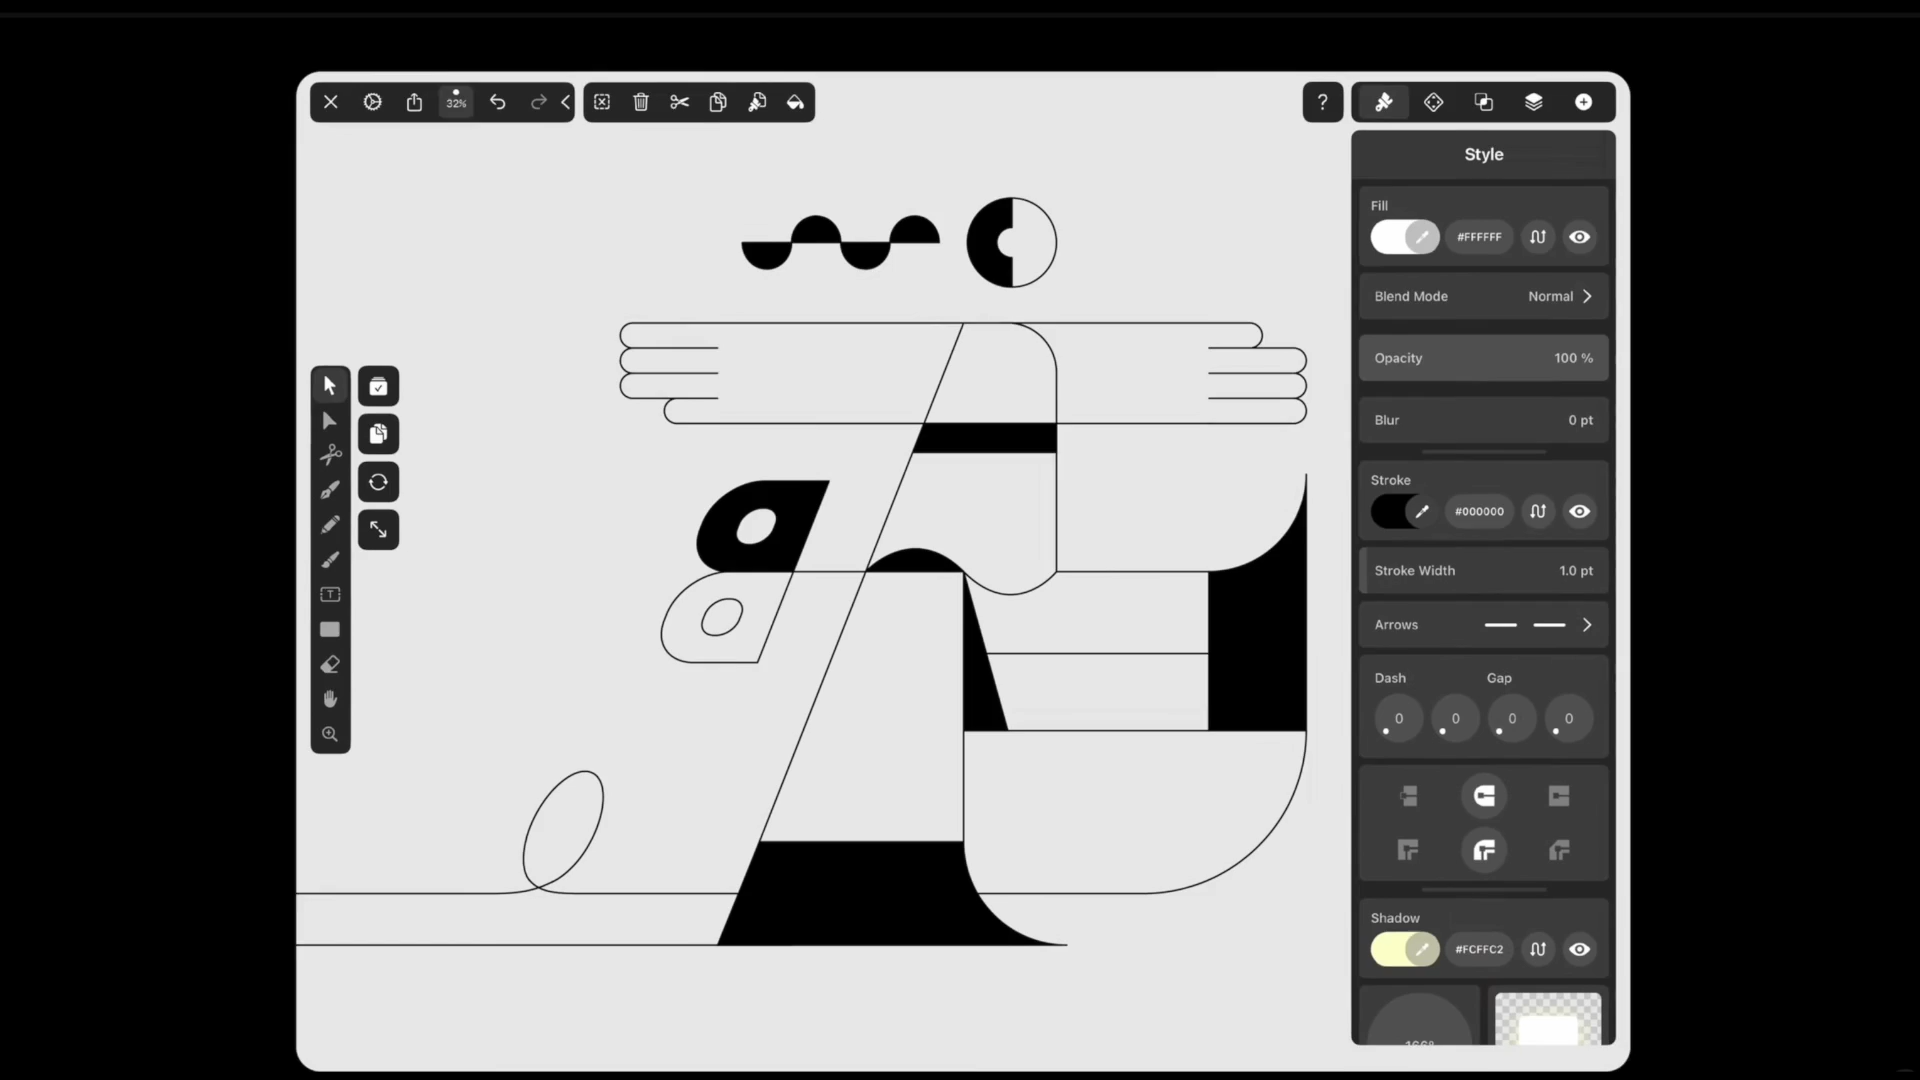 32%
?
Style
Fill
#FFFFFF
Blend Mode Normal
Opacity 100 %
Blur 0 pt
Stroke
#000000
Stroke Width 1.0 pt
Arrows
Dash Gap
0 0 0 0
Shadow
#FCFFC2
T